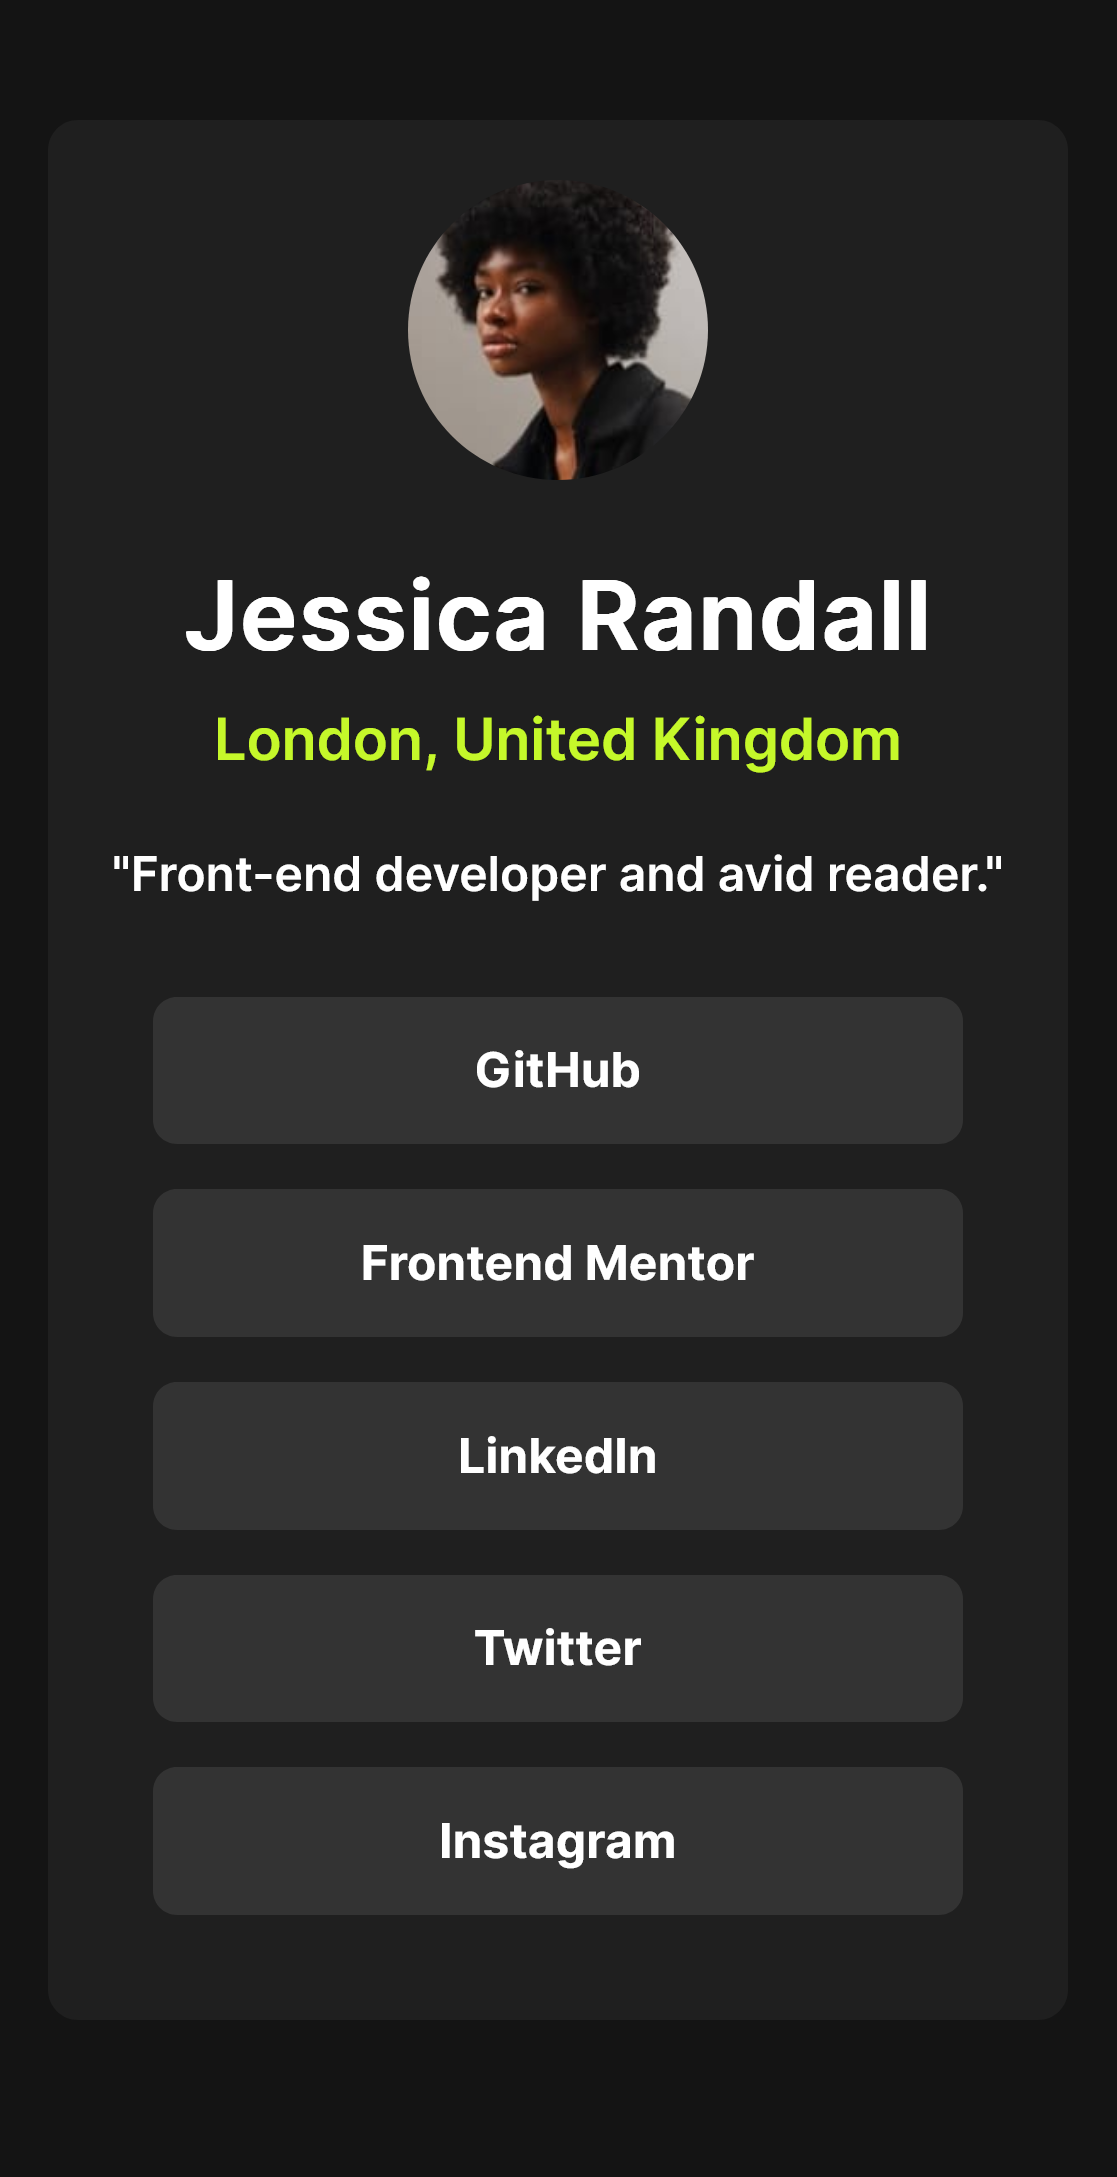 Jessica Randall
London, United Kingdom
"Front-end developer and avid reader."
GitHub
Frontend Mentor
LinkedIn
Twitter
Instagram